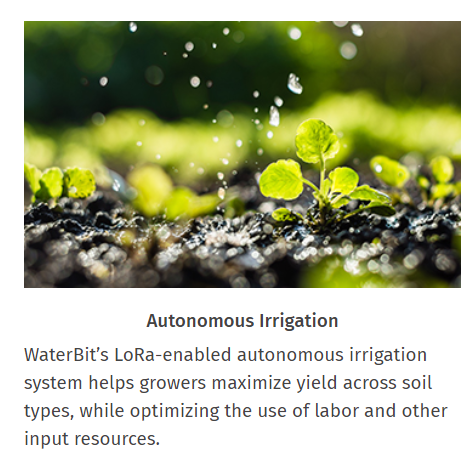 Autonomous Irrigation
WaterBit’s LoRa-enabled autonomous irrigation
system helps growers maximize yield across soil
types, while optimizing the use of labor and other
input resources.